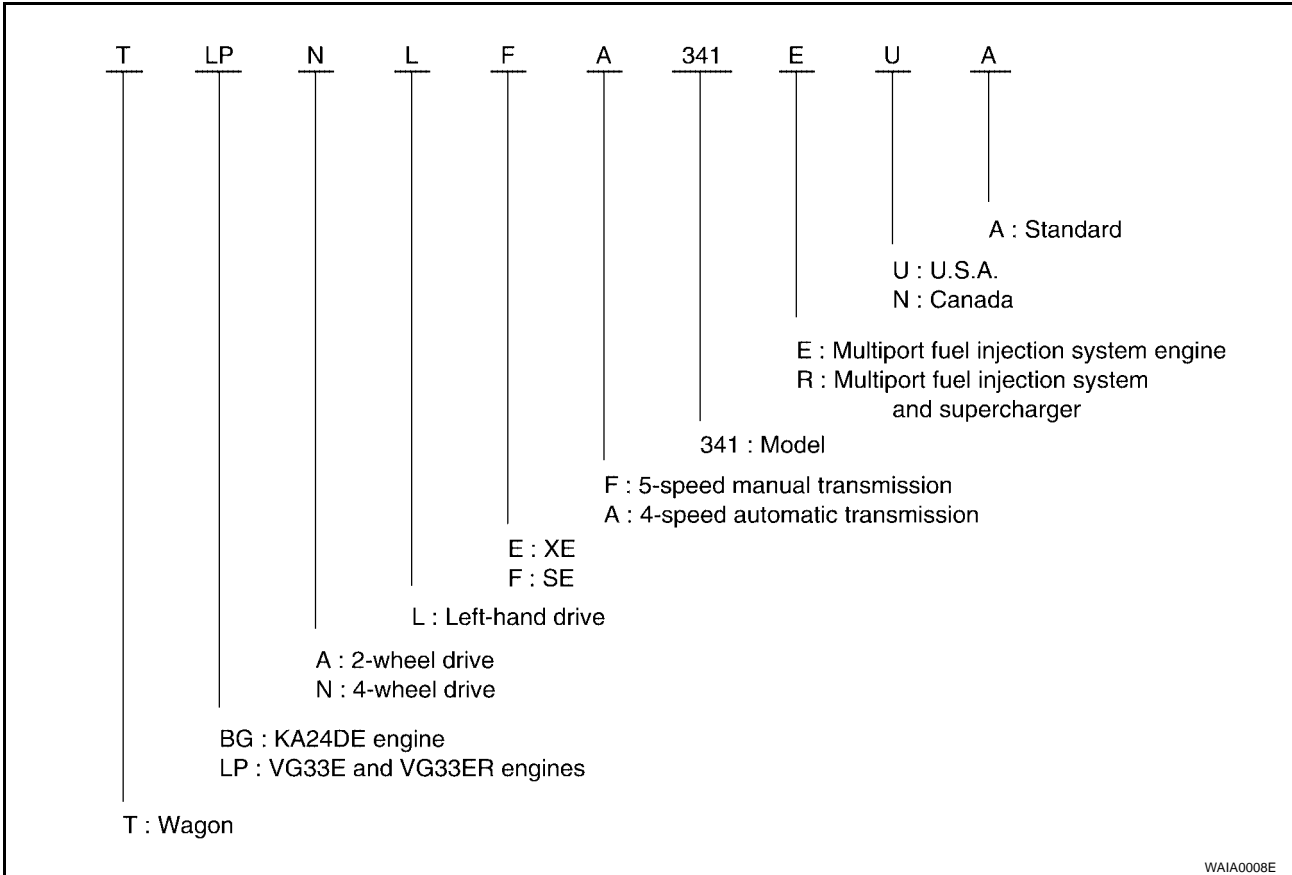 T LP N L F A 341 E U A
A : Standard
U : U.S.A.
N : Canada
E : Multiport fuel injection system engine
R : Multiport fuel injection system
and supercharger
341 : Model
F : 5-speed manual transmission
A : 4-speed automatic transmission
E : XE
F : SE
L : Left-hand drive
A : 2-wheel drive
N : 4-wheel drive
BG : KA24DE engine
LP : VG33E and VG33ER engines
T : Wagon
WAIA0008E